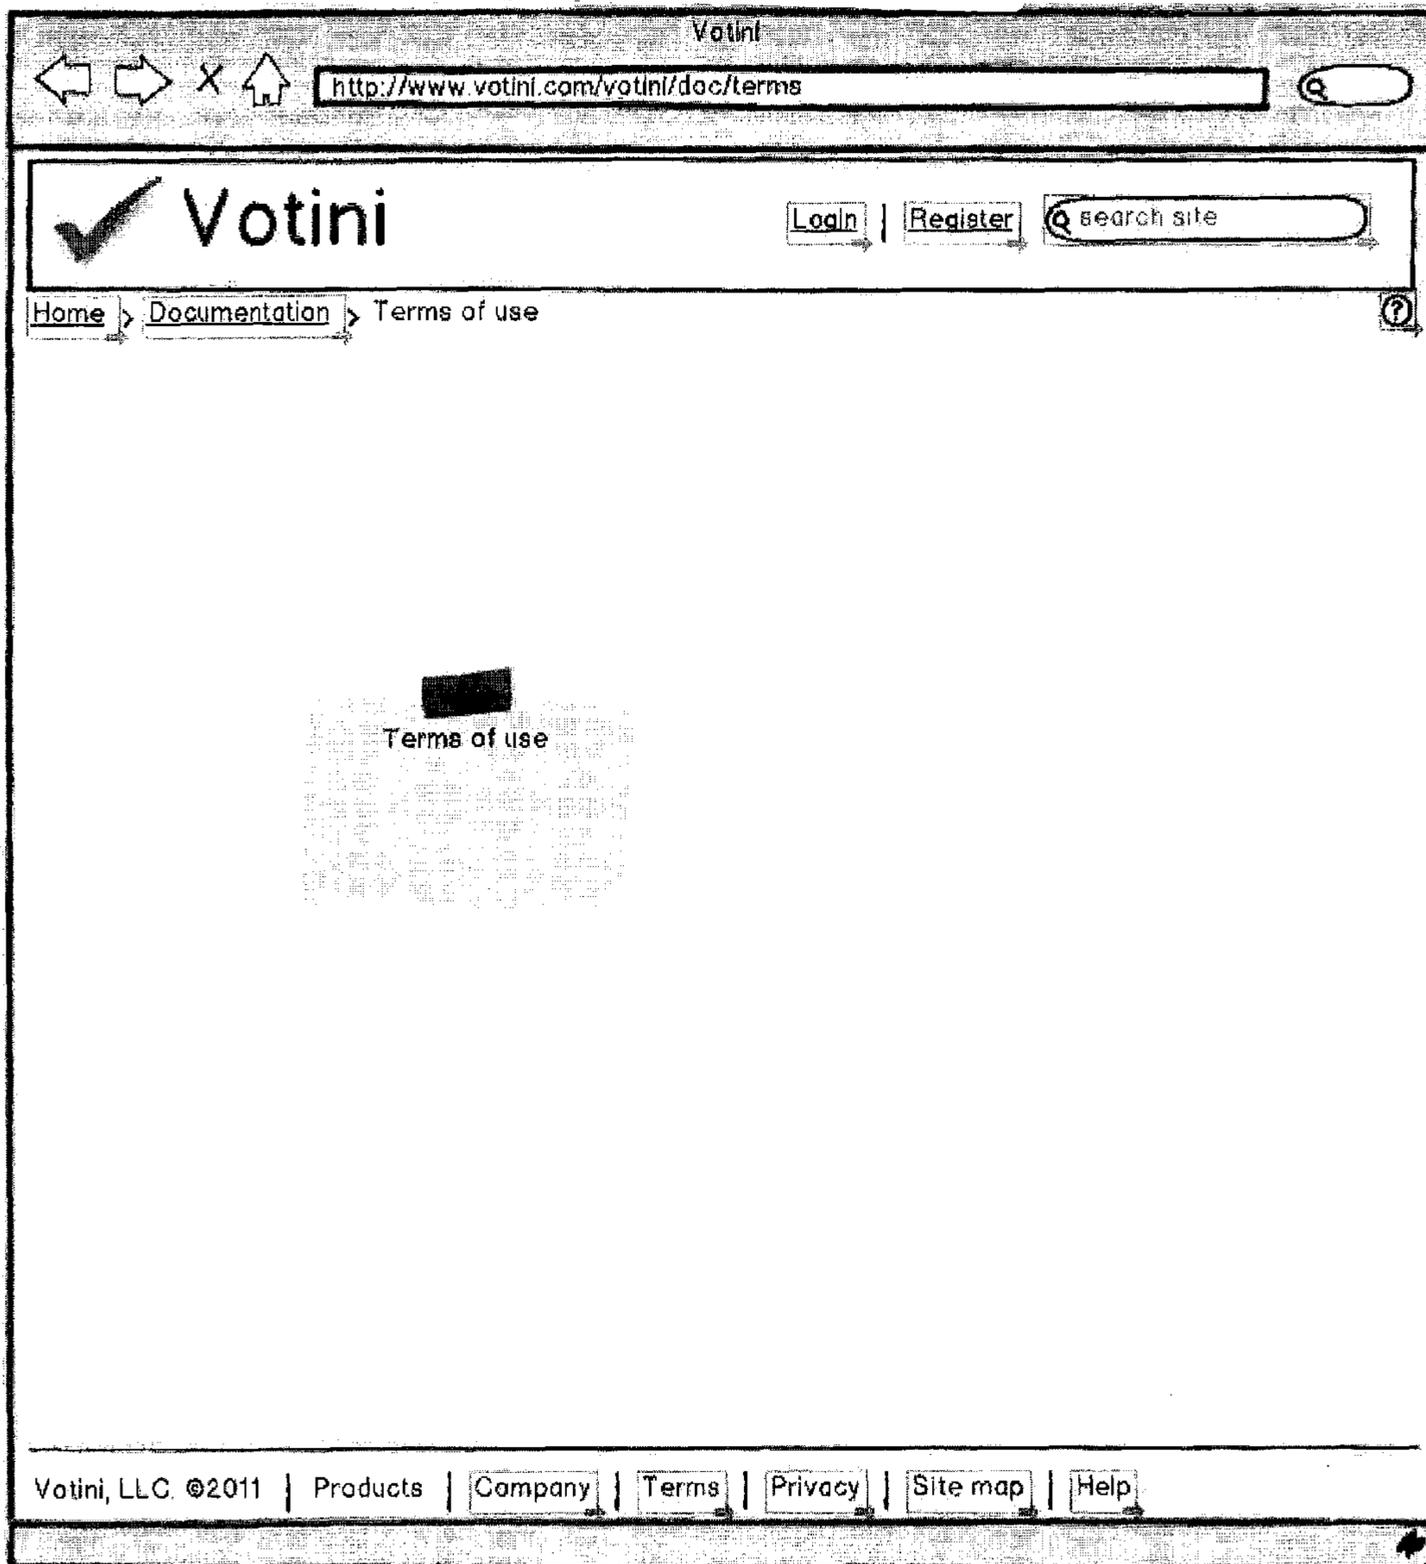 Votini
http://www.votini.com/votini/doc/terms
Votini
Login | Register search site
Home > Documentation > Terms of use ?
Terms of use
Votini, LLC. ©2011 | Products | Company | Terms | Privacy | Site map | Help